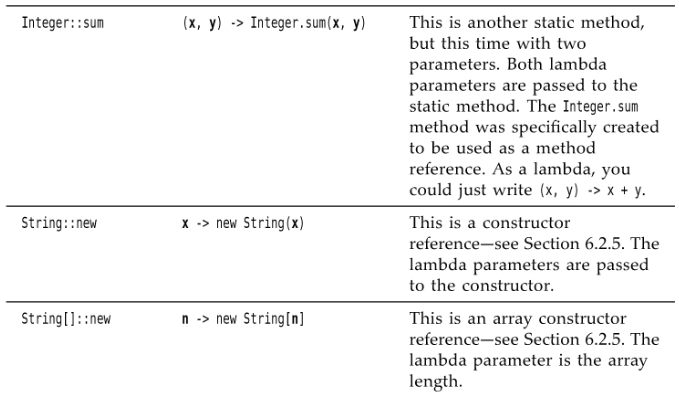 Integer::sum
(x, y) -> Integer.sum(x, y)
This is another static method,
but this time with two
parameters. Both lambda
parameters are passed to the
static method. The Integer.sum
method was specifically created
to be used as a method
reference. As a lambda, you
could just write (x, y) -> x + y.
String::new
x -> new String(x)
This is a constructor
reference—see Section 6.2.5. The
lambda parameters are passed
to the constructor.
String[]::new
n -> new String[n]
This is an array constructor
reference—see Section 6.2.5. The
lambda parameter is the array
length.